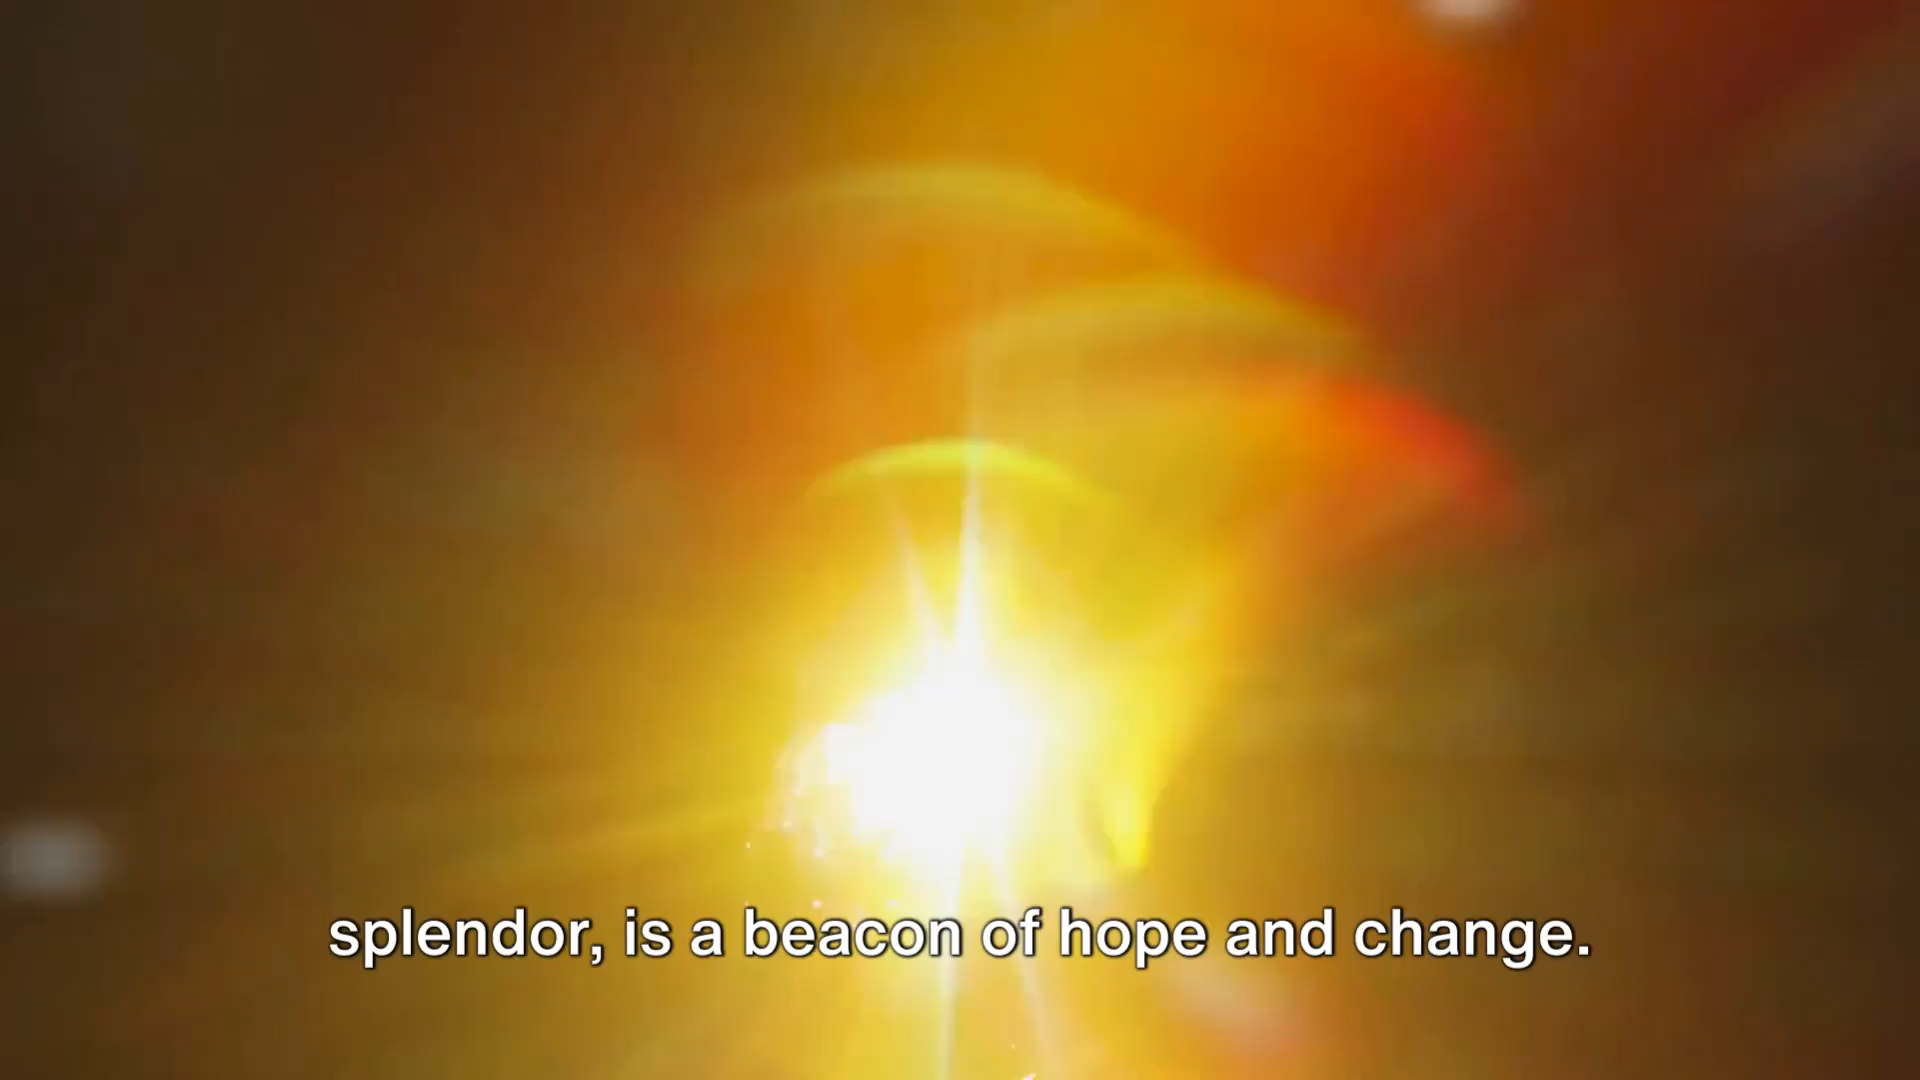 splendor, is a beacon of hope and change.